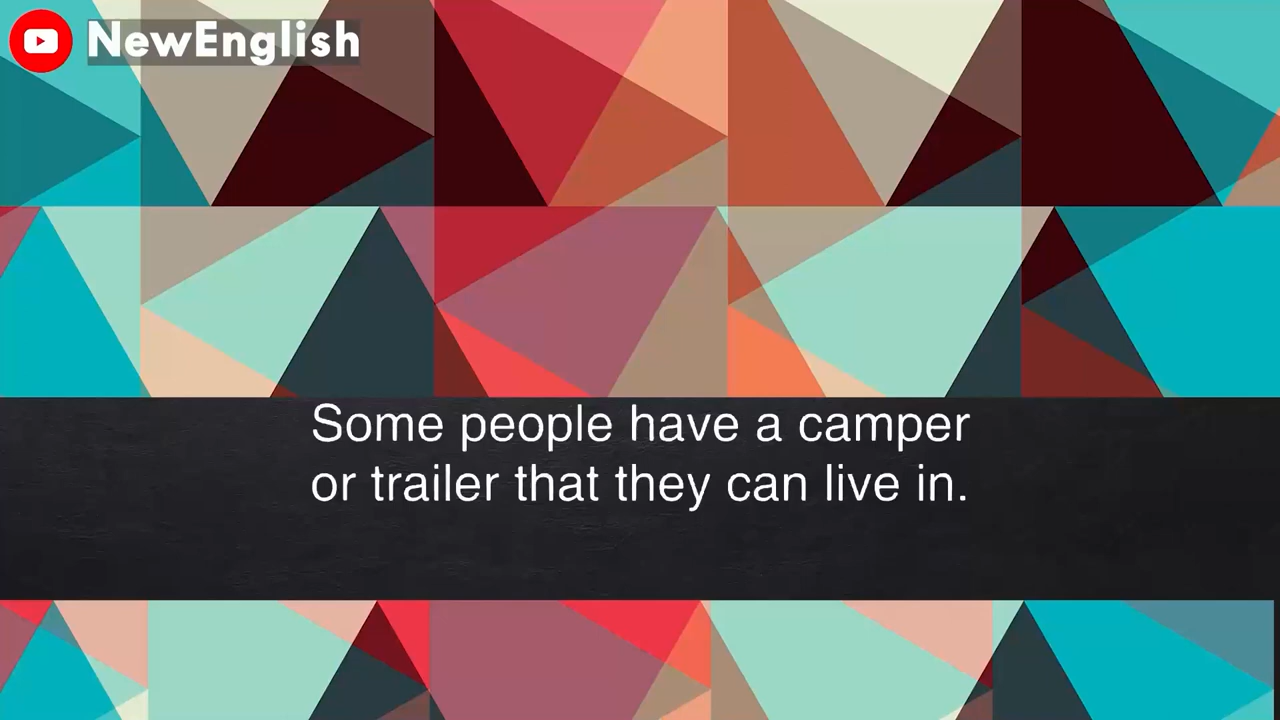 NewEnglish
Some people have a camper
or trailer that they can live in.